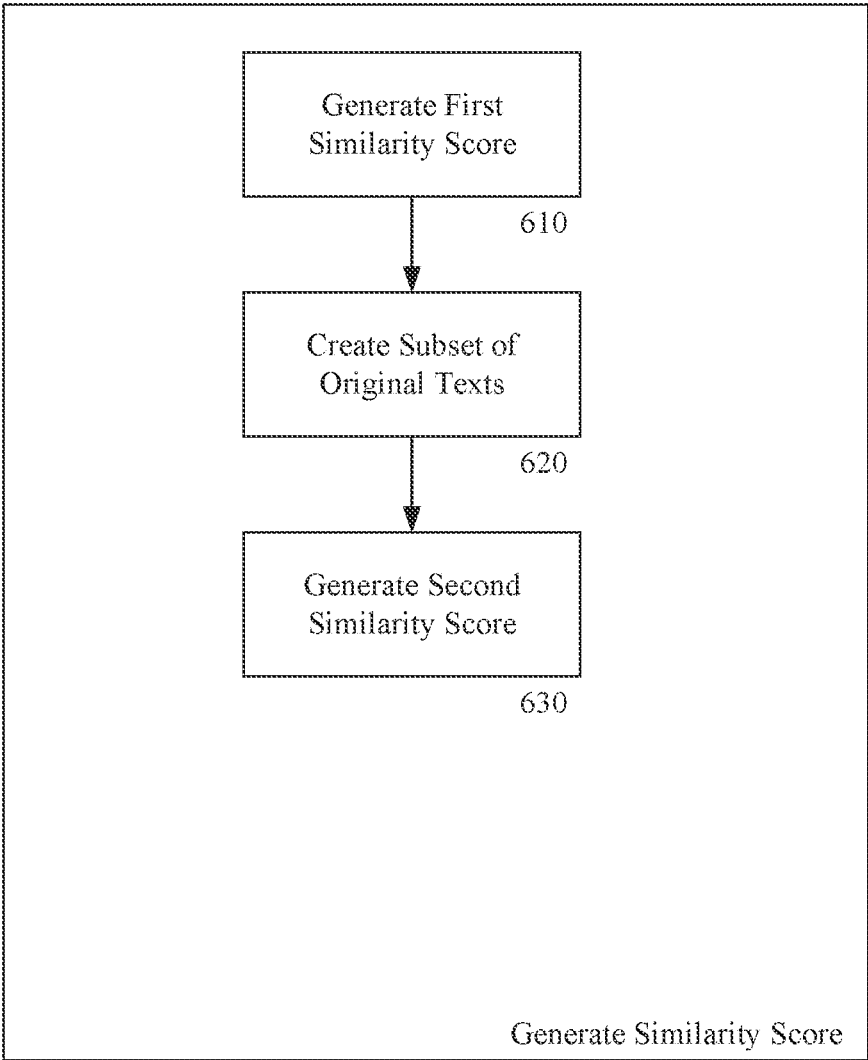 Generate First
Similarity Score
610
Create Subset of
Original Texts
620
Generate Second
Similarity Score
630
Generate Similarity Score